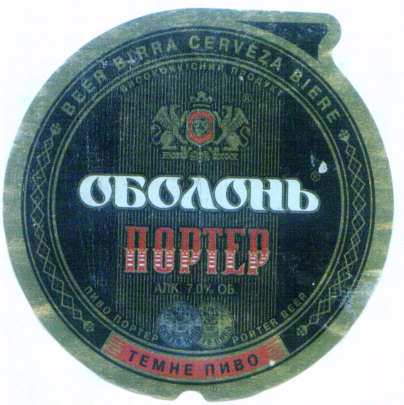 BEER BIRRA CERVEZA BIERE
ВИСОКОЯКІСНИЙ ПРОДУКТ
®
ОБОЛОНЬ
®
ПОРТЕР
АЛК. 7.0% ОБ.
ПИВО ПОРТЕР
PORTER BEER
ТЕМНЕ ПИВО